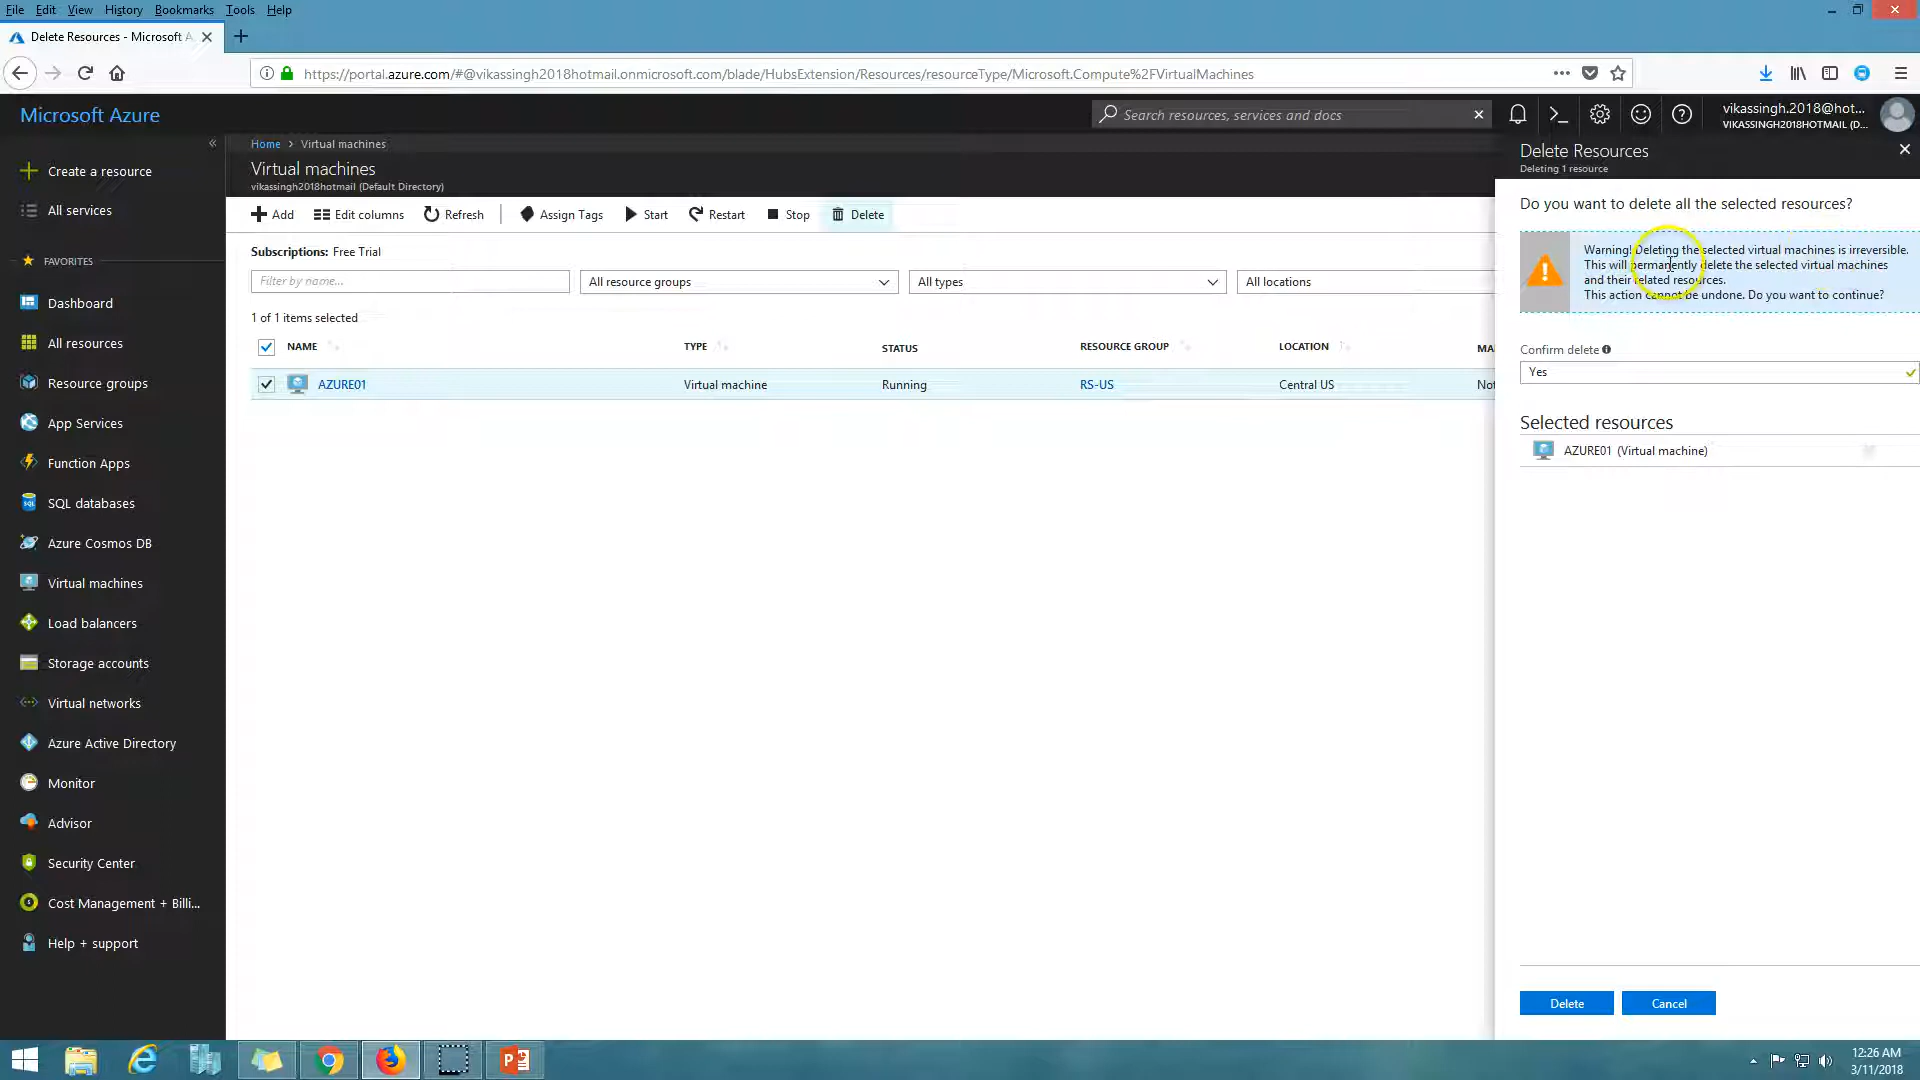 File Edit View History Bookmarks Tools Help
Delete Resources - Microsoft A
https://portal.azure.com/#@vikassingh2018hotmail.onmicrosoft.com/blade/HubsExtension/Resources/resourceType/Microsoft.Compute%2FVirtualMachines
Microsoft Azure
Search resources, services and docs
vikassingh.2018@hot...
VIKASSINGH2018HOTMAIL (D...
Create a resource
All services
FAVORITES
Dashboard
All resources
Resource groups
App Services
Function Apps
SQL databases
Azure Cosmos DB
Virtual machines
Load balancers
Storage accounts
Virtual networks
Azure Active Directory
Monitor
Advisor
Security Center
Cost Management + Billi...
Help + support
Home > Virtual machines
Virtual machines
vikassingh2018hotmail (Default Directory)
Add Edit columns Refresh Assign Tags Start Restart Stop Delete
Subscriptions: Free Trial
Filter by name... All resource groups All types All locations
1 of 1 items selected
NAME TYPE STATUS RESOURCE GROUP LOCATION MAI
AZURE01 Virtual machine Running RS-US Central US Not
Delete Resources
Deleting 1 resource
Do you want to delete all the selected resources?
Warning! Deleting the selected virtual machines is irreversible.
This will permanently delete the selected virtual machines
and their related resources.
This action cannot be undone. Do you want to continue?
Confirm delete
Yes
Selected resources
AZURE01 (Virtual machine)
Delete Cancel
12:26 AM
3/11/2018